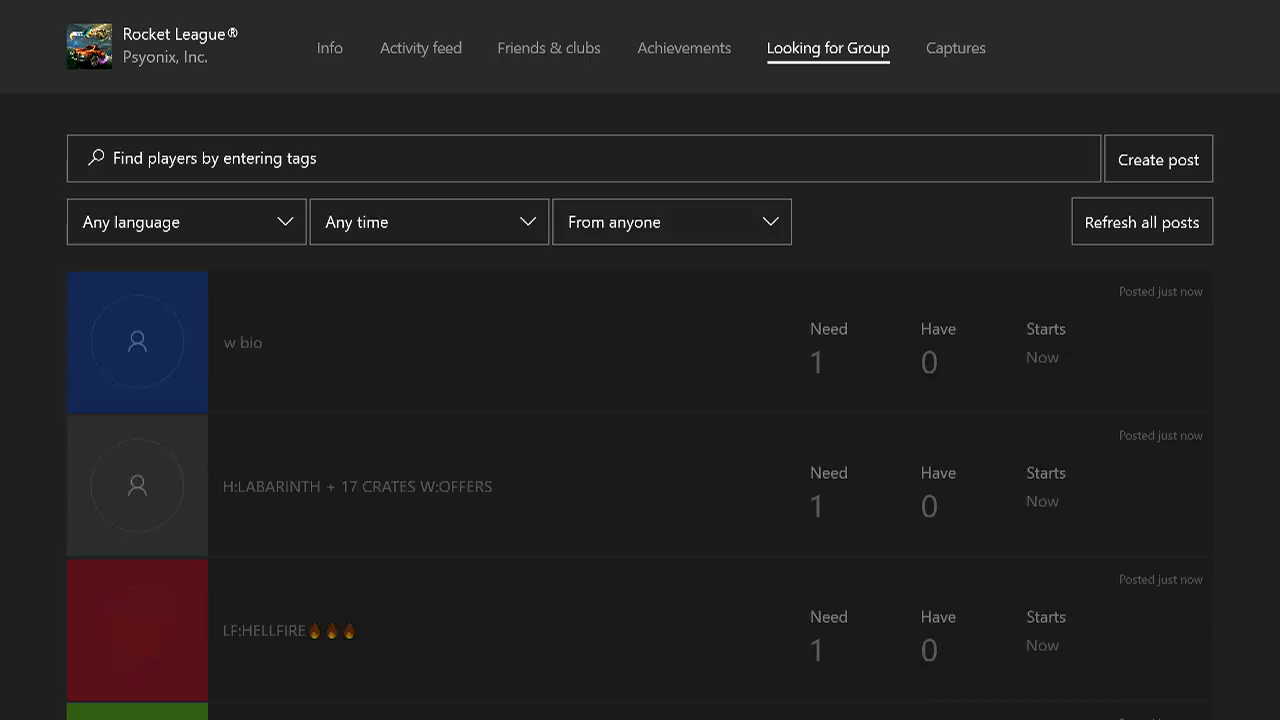 Rocket League®
Psyonix, Inc.
Info
Activity feed
Friends & clubs
Achievements
Looking for Group
Captures
Find players by entering tags
Create post
Any language
Any time
From anyone
Refresh all posts
Posted just now
w bio
Need
Have
Starts
1
0
Now
Posted just now
H:LABARINTH + 17 CRATES W:OFFERS
Need
Have
Starts
1
0
Now
Posted just now
LF:HELLFIRE🔥🔥🔥
Need
Have
Starts
1
0
Now